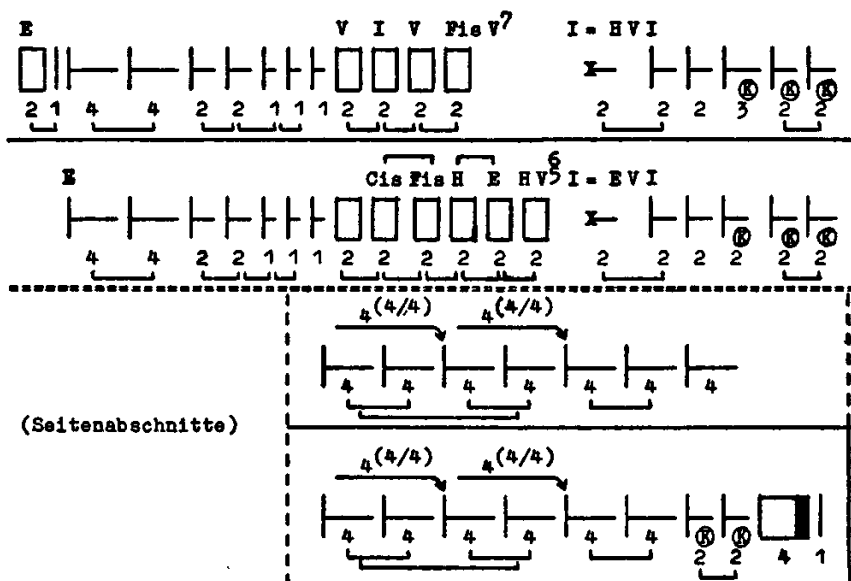 E V I V Fis V7 I = H V I
2 1 4 4 2 2 1 1 1 2 2 2 2 2 2 2 3 K 2 K 2 K
6
E Cis Fis H E H V5 I = E V I
4 4 2 2 1 1 1 2 2 2 2 2 2 2 2 2 2 K 2 K 2 K
4(4/4) 4(4/4)
4 4 4 4 4 4 4
(Seitenabschnitte)
4(4/4) 4(4/4)
4 4 4 4 4 4 2 K 2 K 4 1